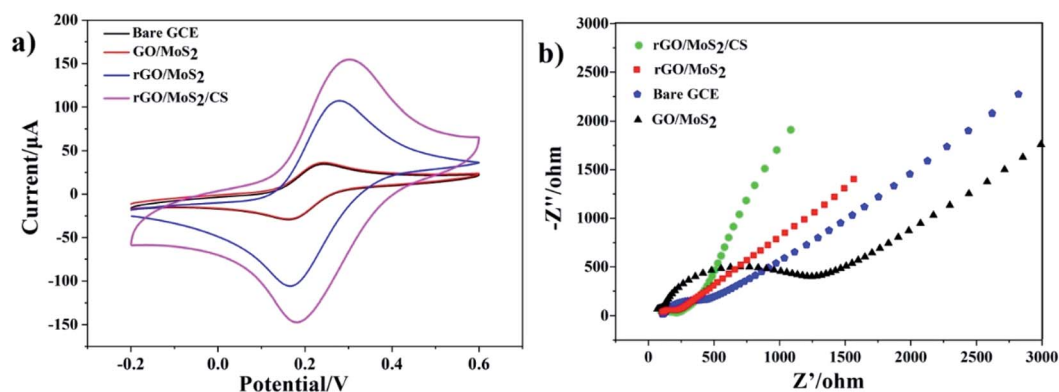 a)
200
150
100
50
0
-50
-100
-150
Current/μA
Bare GCE
GO/MoS2
rGO/MoS2
rGO/MoS2/CS
-0.2 0.0 0.2 0.4 0.6
Potential/V
b)
3000
2500
2000
1500
1000
500
0
-Z''/ohm
rGO/MoS2/CS
rGO/MoS2
Bare GCE
GO/MoS2
0 500 1000 1500 2000 2500 3000
Z'/ohm